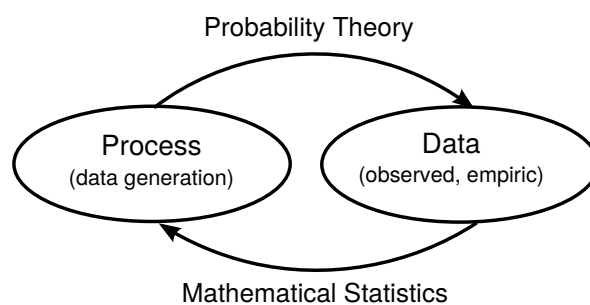 Probability Theory
Process
(data generation)
Data
(observed, empiric)
Mathematical Statistics